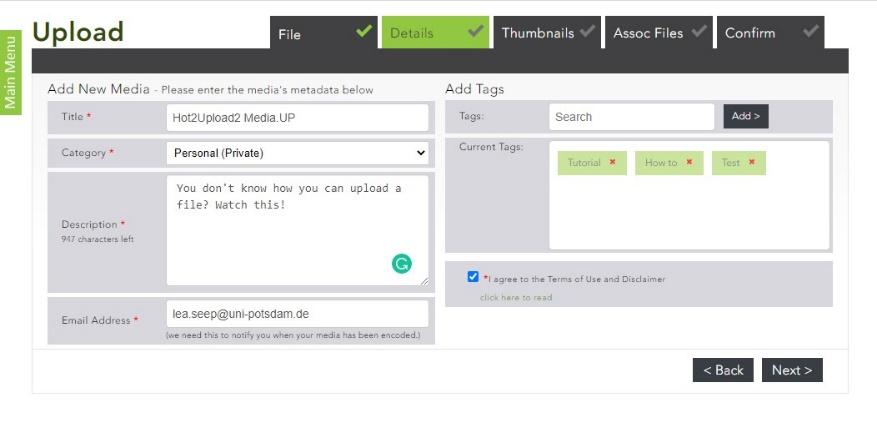 Main Menu
Upload
File
Details
Thumbnails
Assoc Files
Confirm
Add New Media - Please enter the media's metadata below
Title *
Hot2Upload2 Media.UP
Category *
Personal (Private)
Description *
947 characters left
You don't know how you can upload a
file? Watch this!
Email Address *
lea.seep@uni-potsdam.de
(we need this to notify you when your media has been encoded.)
Add Tags
Tags:
Search
Add >
Current Tags:
Tutorial ×
How to ×
Test ×
*I agree to the Terms of Use and Disclaimer
click here to read
< Back
Next >